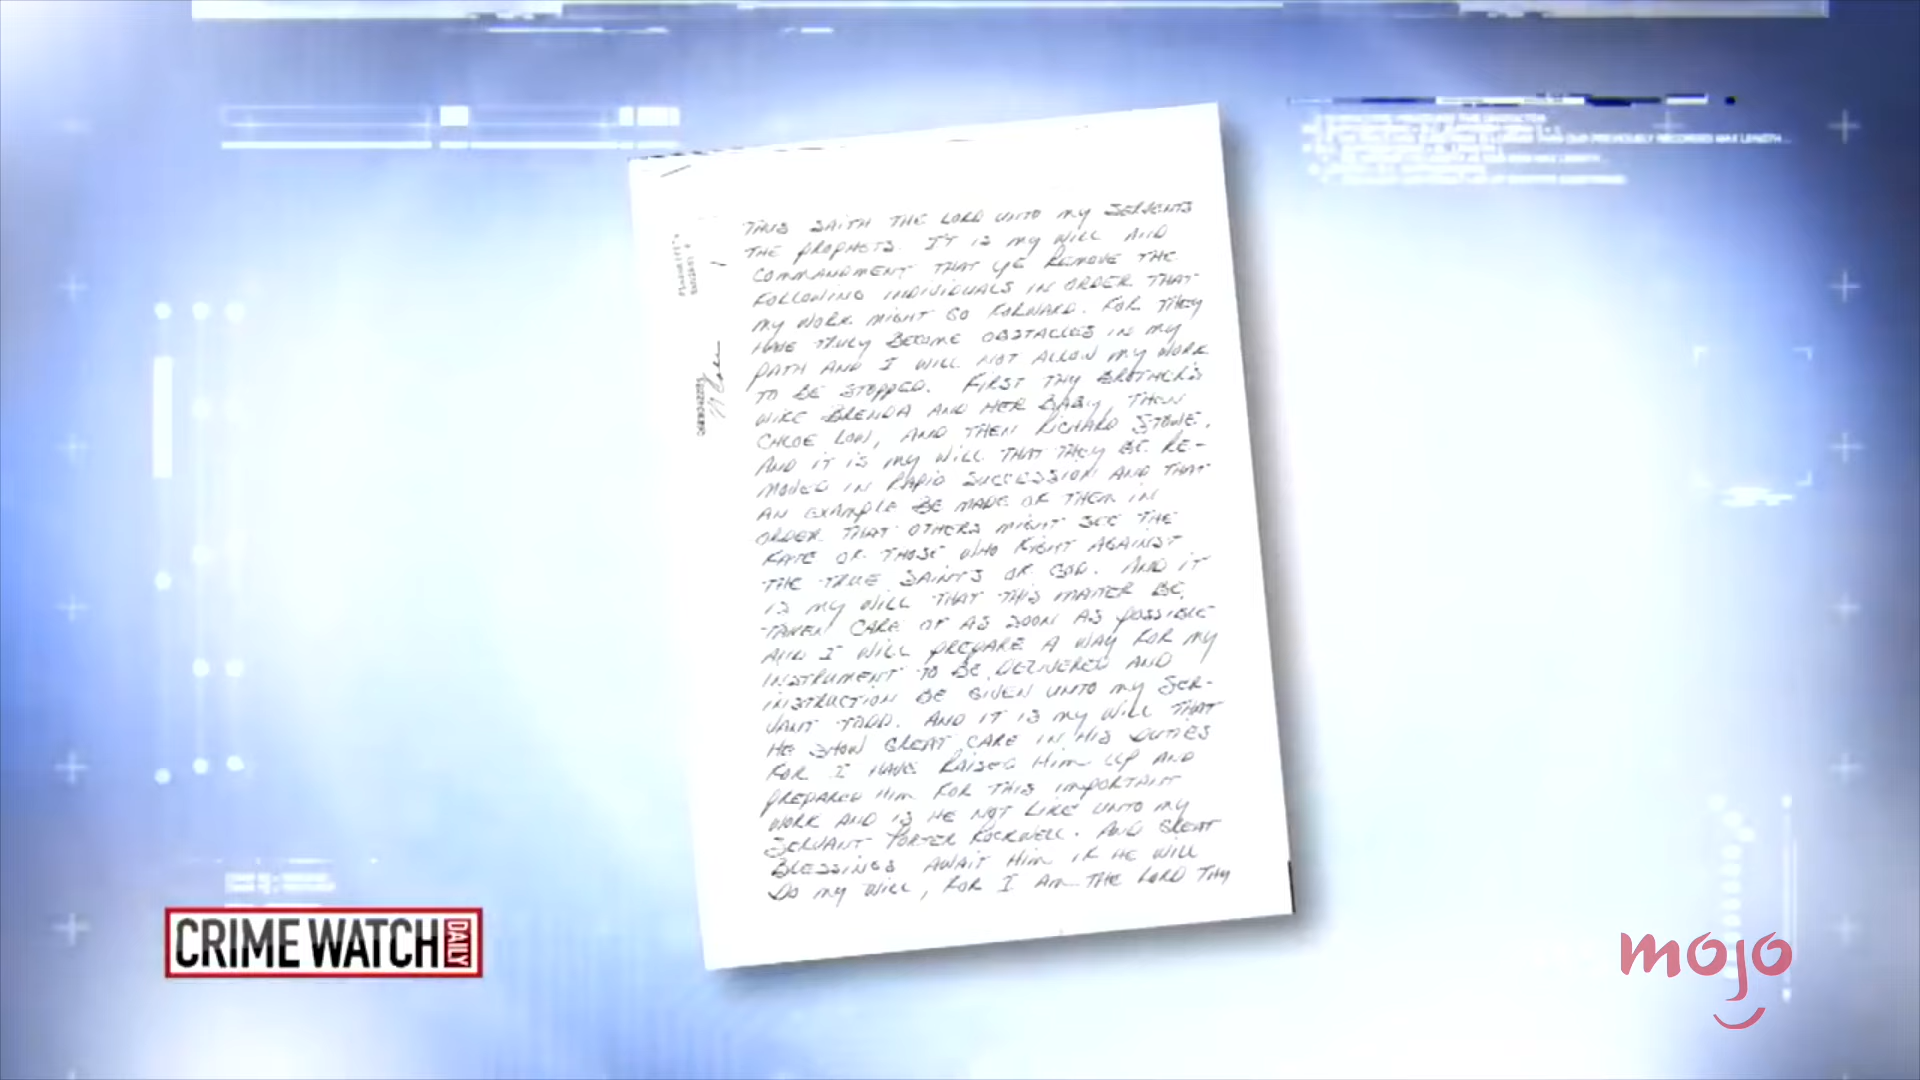 THUS SAITH THE LORD UNTO MY SERVENTS
THE PROPHETS. IT IS MY WILL AND
COMMANDMENT THAT YE REMOVE THE
FOLLOWING INDIVIDUALS IN ORDER THAT
MY WORK MIGHT GO FORWARD. FOR THEY
HAVE TRULY BECOME OBSTACLES IN MY
PATH AND I WILL NOT ALLOW MY WORK
TO BE STOPPED. FIRST THY BROTHER'S
WIFE BRENDA AND HER BABY, THEN
CHLOE LOW, AND THEN RICHARD STOWE.
AND IT IS MY WILL THAT THEY BE RE-
MOVED IN RAPID SUCCESSION AND THAT
AN EXAMPLE BE MADE OF THEM IN
ORDER THAT OTHERS MIGHT SEE THE
FATE OF THOSE WHO FIGHT AGAINST
THE TRUE SAINTS OF GOD. AND IT
IS MY WILL THAT THIS MATTER BE
TAKEN CARE OF AS SOON AS POSSIBLE
AND I WILL PREPARE A WAY FOR MY
INSTRUMENT TO BE DELIVERED AND
INSTRUCTION BE GIVEN UNTO MY SER-
VANT TODD. AND IT IS MY WILL THAT
HE SHOW GREAT CARE IN HIS DUTIES
FOR I HAVE RAISED HIM UP AND
PREPARED HIM FOR THIS IMPORTANT
WORK AND IS HE NOT LIKE UNTO MY
SERVANT PORTER ROCKWELL. AND GREAT
BLESSINGS AWAIT HIM IF HE WILL
DO MY WILL, FOR I AM THE LORD THY
CRIME WATCH DAILY
mojo